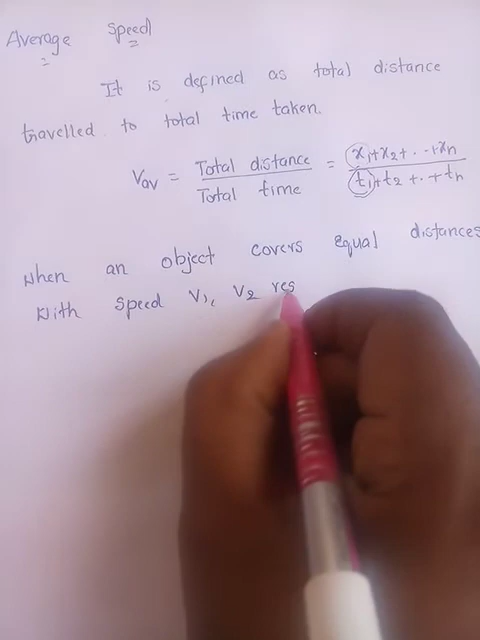 Average Speed
It is defined as total distance
travelled to total time taken.
Vav = Total distance / Total time = x1+x2+..+xn / t1+t2+.+tn
When an object covers equal distances
with speed V1, V2 res